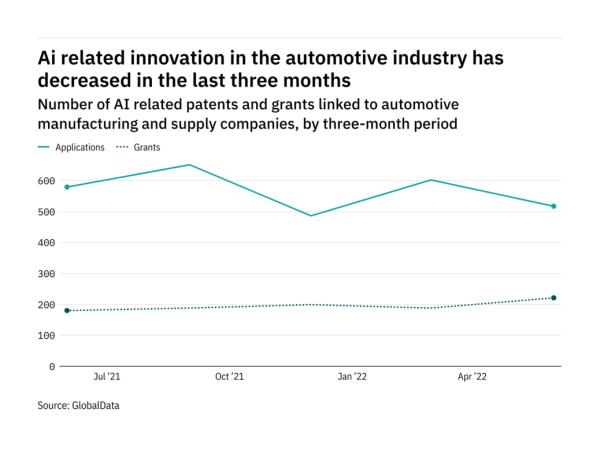 Ai related innovation in the automotive industry has
decreased in the last three months
Number of AI related patents and grants linked to automotive
manufacturing and supply companies, by three-month period
Applications Grants
600
500
400
300
200
100
0
Jul '21 Oct '21 Jan '22 Apr '22
Source: GlobalData